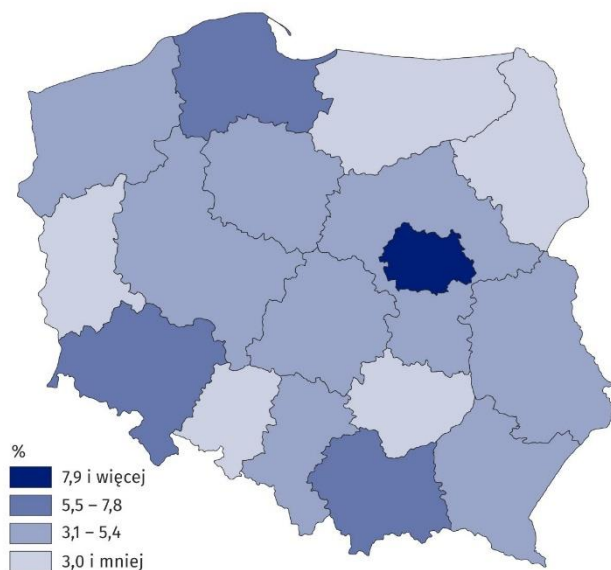 %
7,9 i więcej
5,5 – 7,8
3,1 – 5,4
3,0 i mniej